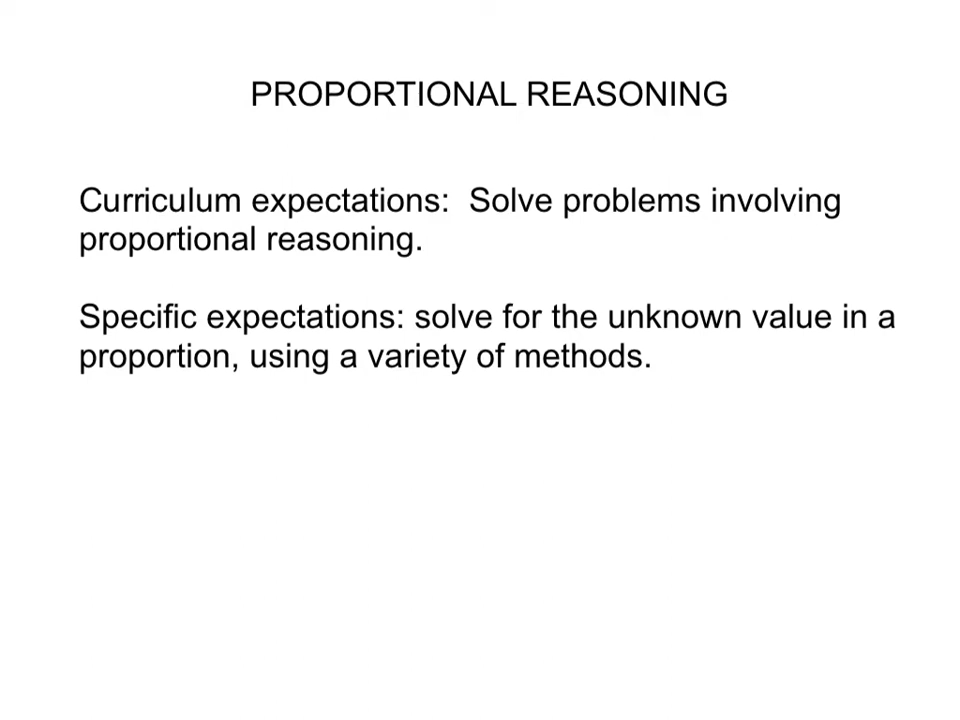 PROPORTIONAL REASONING
Curriculum expectations:  Solve problems involving
proportional reasoning.
Specific expectations: solve for the unknown value in a
proportion, using a variety of methods.